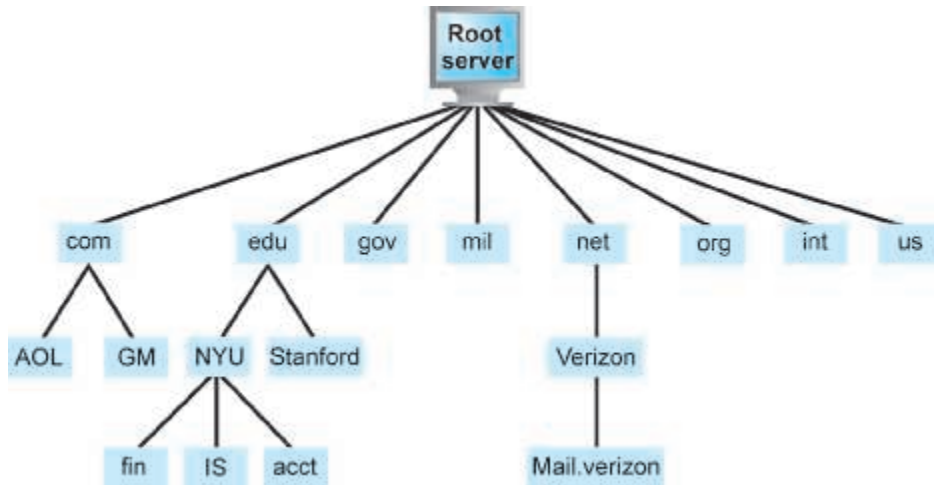 Root
server
com edu gov mil net org int us
AOL GM NYU Stanford Verizon
fin IS acct Mail.verizon